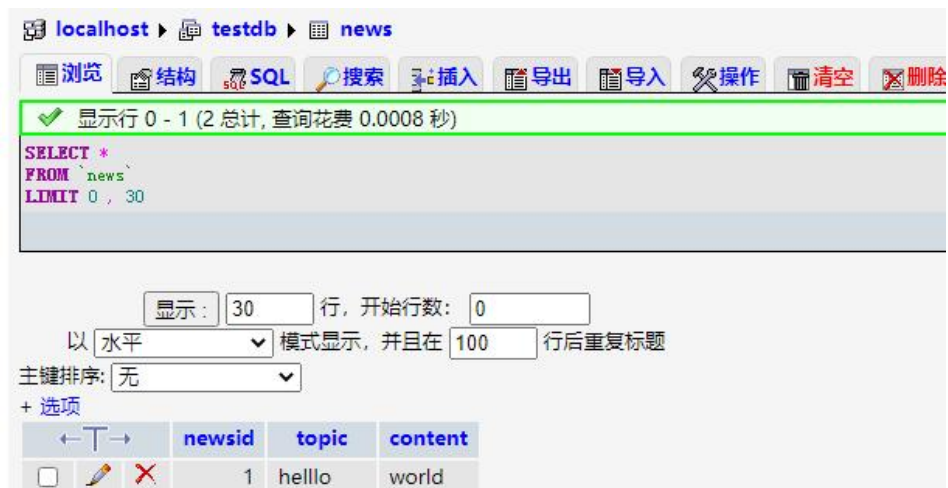 localhost ▸ testdb ▸ news
浏览 结构 SQL 搜索 插入 导出 导入 操作 清空 删除
显示行 0 - 1 (2 总计, 查询花费 0.0008 秒)
SELECT *
FROM `news`
LIMIT 0 , 30
显示 : 30 行, 开始行数: 0
以 水平 模式显示, 并且在 100 行后重复标题
主键排序: 无
+ 选项
←T→ newsid topic content
1 helllo world